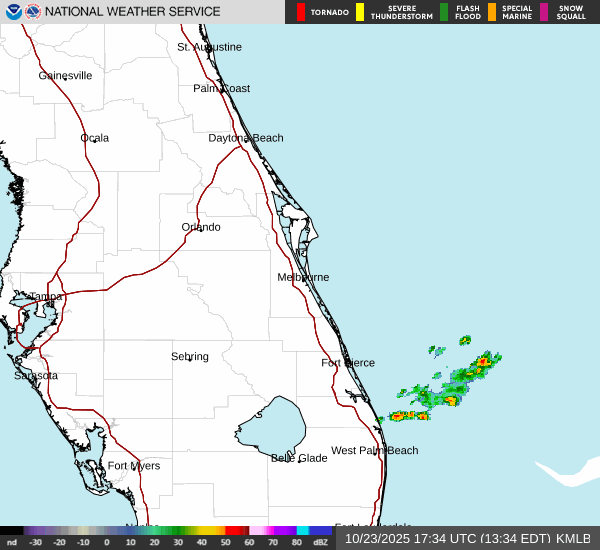 NATIONAL WEATHER SERVICE
TORNADO
SEVERE
THUNDERSTORM
FLASH
FLOOD
SPECIAL
MARINE
SNOW
SQUALL
St. Augustine
Gainesville
Palm Coast
Ocala
Daytona Beach
Orlando
Melbourne
Tampa
Sebring
Fort Pierce
Sarasota
West Palm Beach
Belle Glade
Fort Myers
nd -30 -20 -10 0 10 20 30 40 50 60 70 80 dBZ
10/23/2025 17:34 UTC (13:34 EDT) KMLB